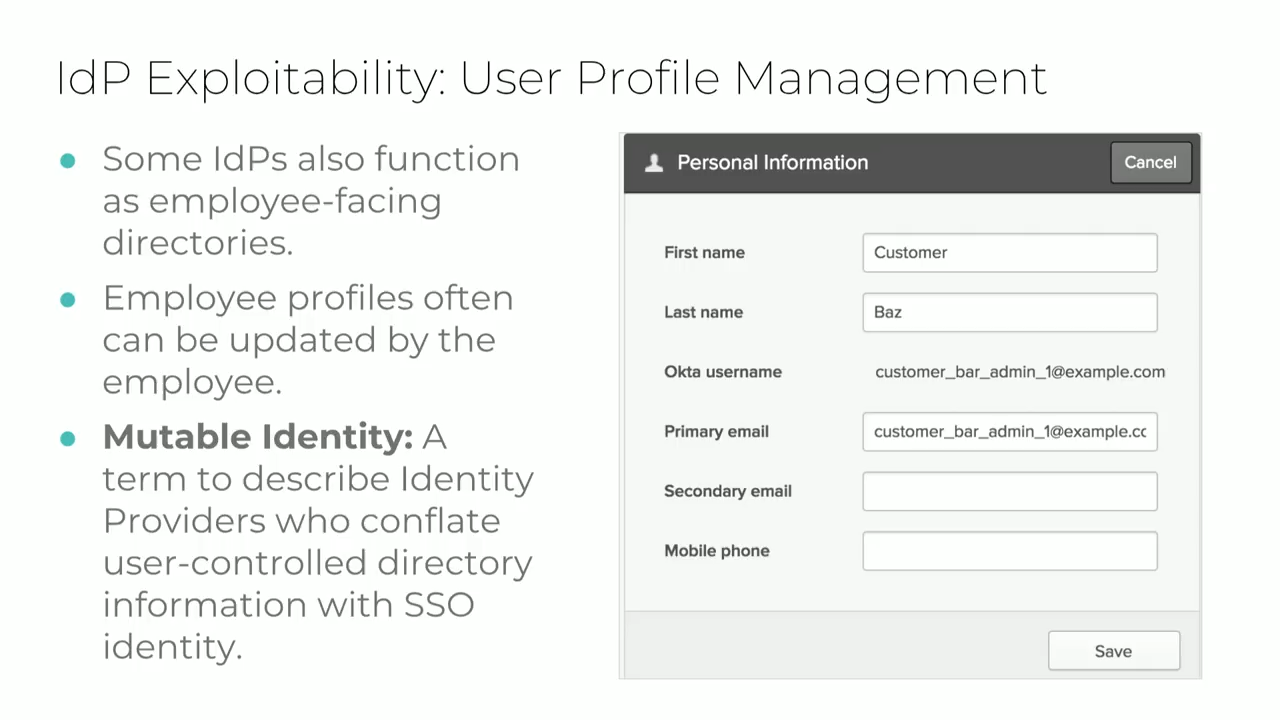 IdP Exploitability: User Profile Management
● Some IdPs also function
as employee-facing
directories.
● Employee profiles often
can be updated by the
employee.
● Mutable Identity: A
term to describe Identity
Providers who conflate
user-controlled directory
information with SSO
identity.
Personal Information
Cancel
First name Customer
Last name Baz
Okta username customer_bar_admin_1@example.com
Primary email customer_bar_admin_1@example.cc
Secondary email
Mobile phone
Save